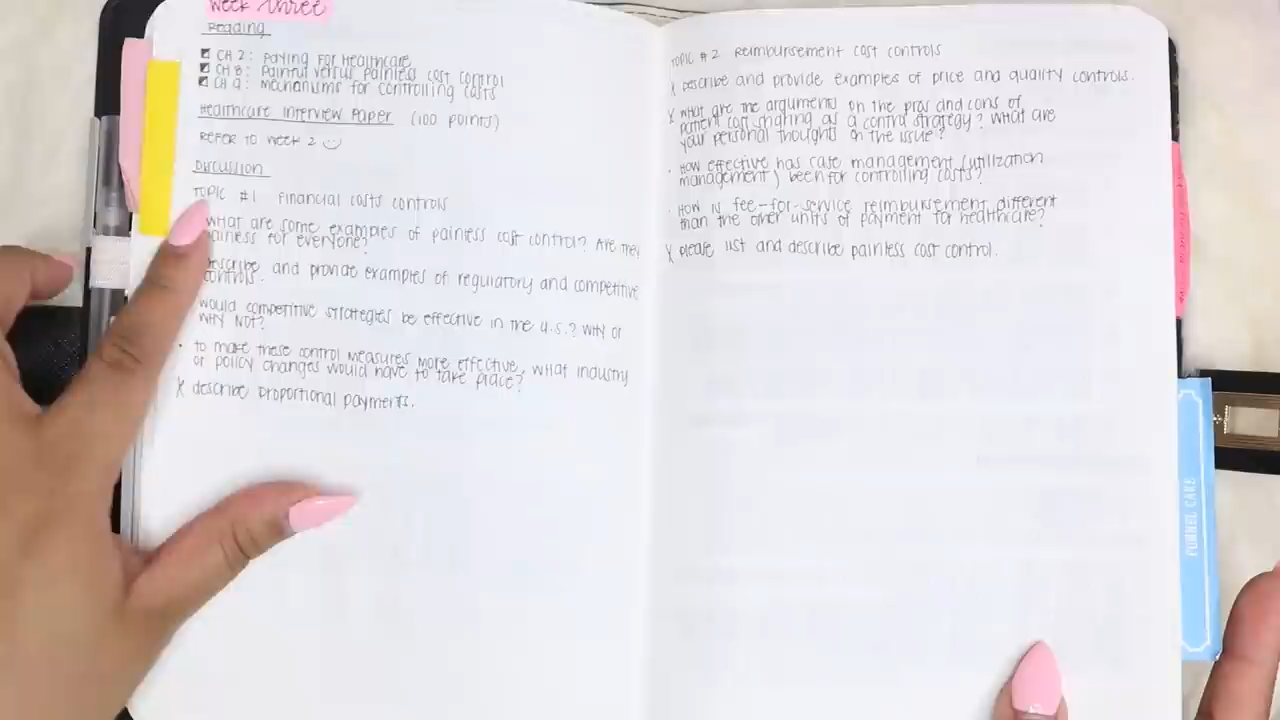 week three
Reading
CH 2: paying for healthcare
CH 8: painful versus painless cost control
CH 9: mechanisms for controlling costs
Healthcare Interview Paper (100 points)
Refer to week 2
Discussion
Topic #1 Financial costs controls
what are some examples of painless cost control? Are they
painless for everyone?
describe and provide examples of regulatory and competitive
controls.
would competitive strategies be effective in the u.s.? why or
why not?
• to make these control measures more effective, what industry
or policy changes would have to take place?
X describe proportional payments.
Topic #2 Reimbursement cost controls
X describe and provide examples of price and quality controls.
X what are the arguments on the pros and cons of
patient cost sharing as a control strategy? what are
your personal thoughts on the issue?
• How effective has case management (utilization
management) been for controlling costs?
• How is fee-for-service reimbursement different
than the other units of payment for healthcare?
X please list and describe painless cost control.
FUNNEL CAKE